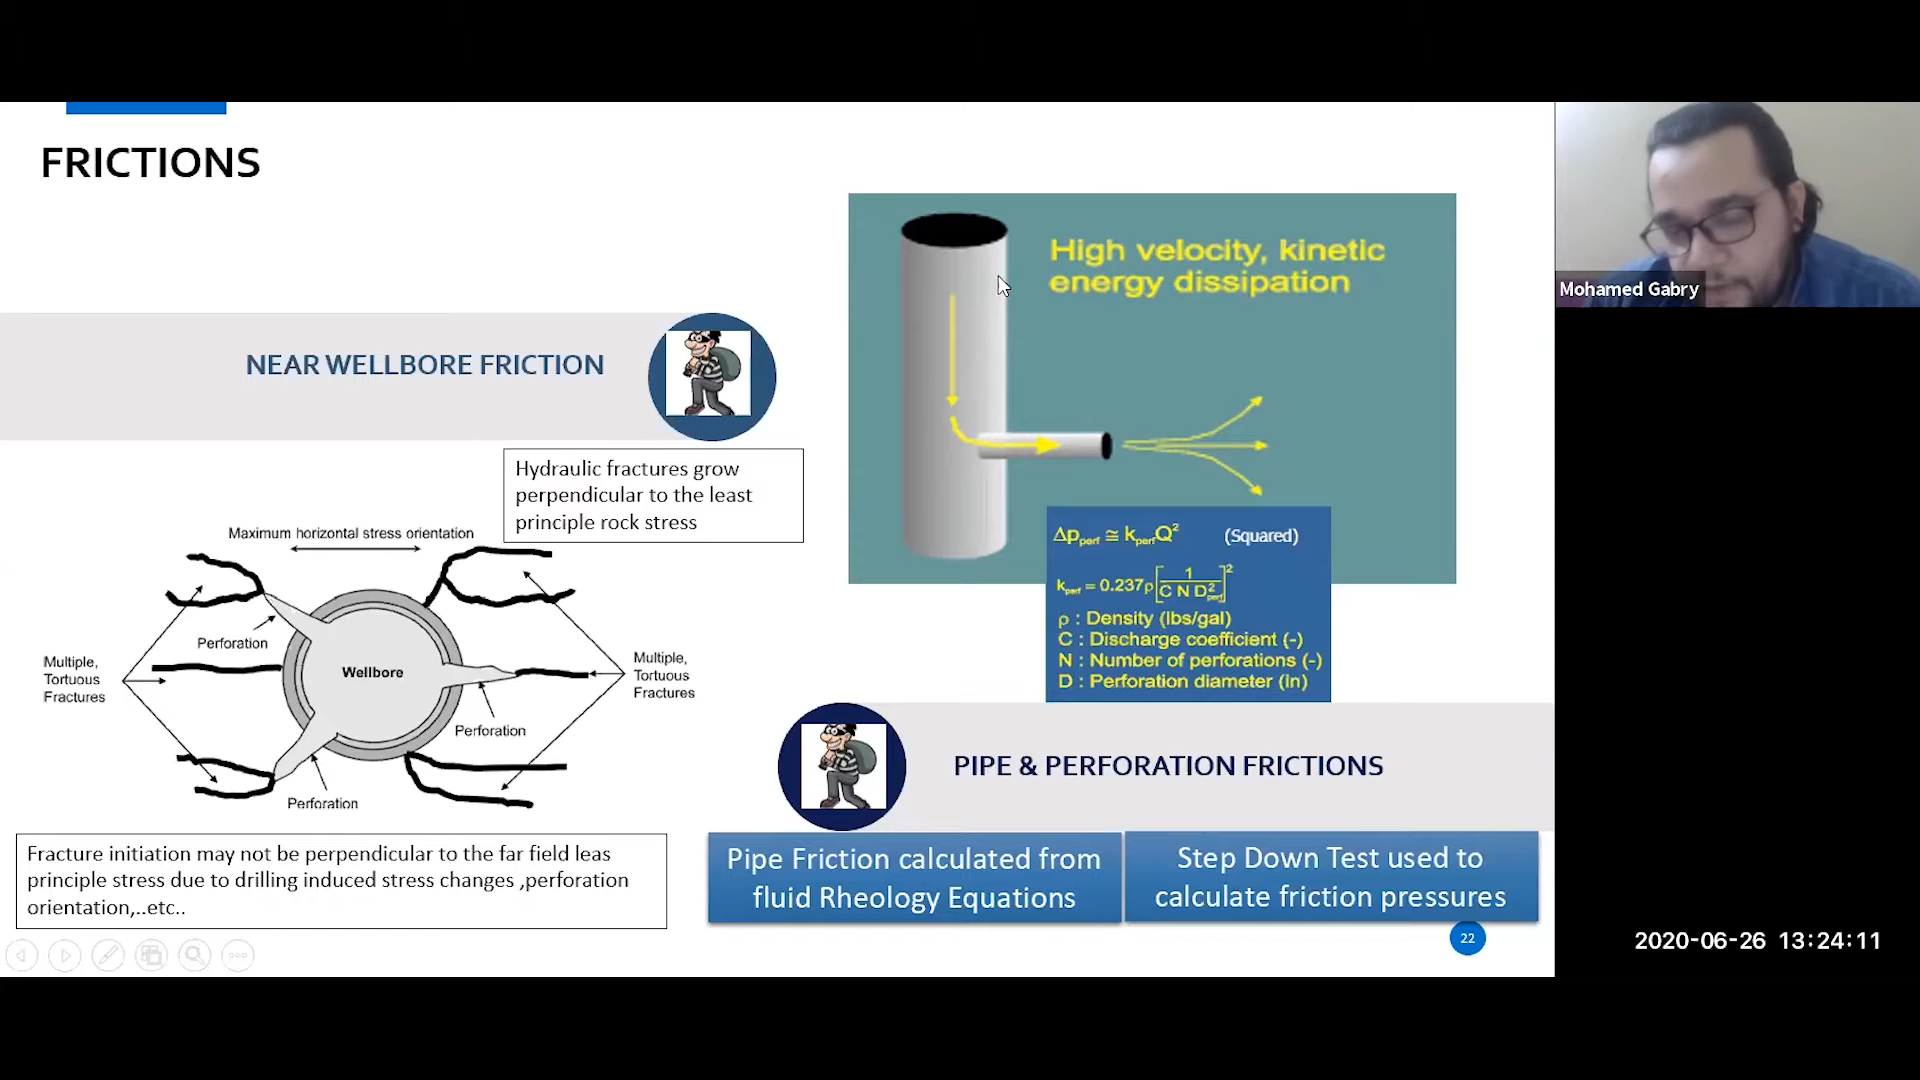 FRICTIONS
NEAR WELLBORE FRICTION
Hydraulic fractures grow
perpendicular to the least
principle rock stress
Maximum horizontal stress orientation
Perforation
Multiple,
Tortuous
Fractures
Wellbore
Multiple,
Tortuous
Fractures
Perforation
Perforation
Fracture initiation may not be perpendicular to the far field leas
principle stress due to drilling induced stress changes ,perforation
orientation,..etc..
High velocity, kinetic
energy dissipation
Δp_perf ≅ k_perf Q² (Squared)
k_perf = 0.237ρ[1 / (C N D²_perf)]²
ρ : Density (lbs/gal)
C : Discharge coefficient (-)
N : Number of perforations (-)
D : Perforation diameter (in)
PIPE & PERFORATION FRICTIONS
Pipe Friction calculated from
fluid Rheology Equations
Step Down Test used to
calculate friction pressures
22
Mohamed Gabry
2020-06-26 13:24:11